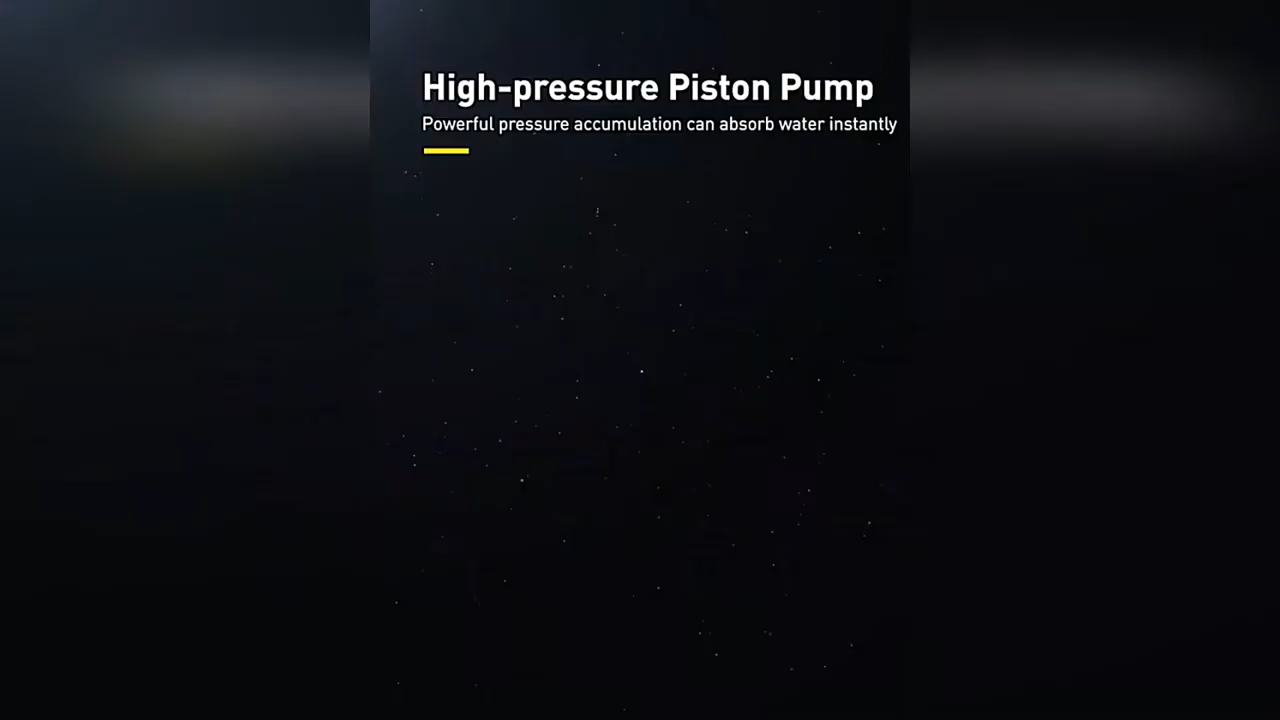 High-pressure Piston Pump
Powerful pressure accumulation can absorb water instantly